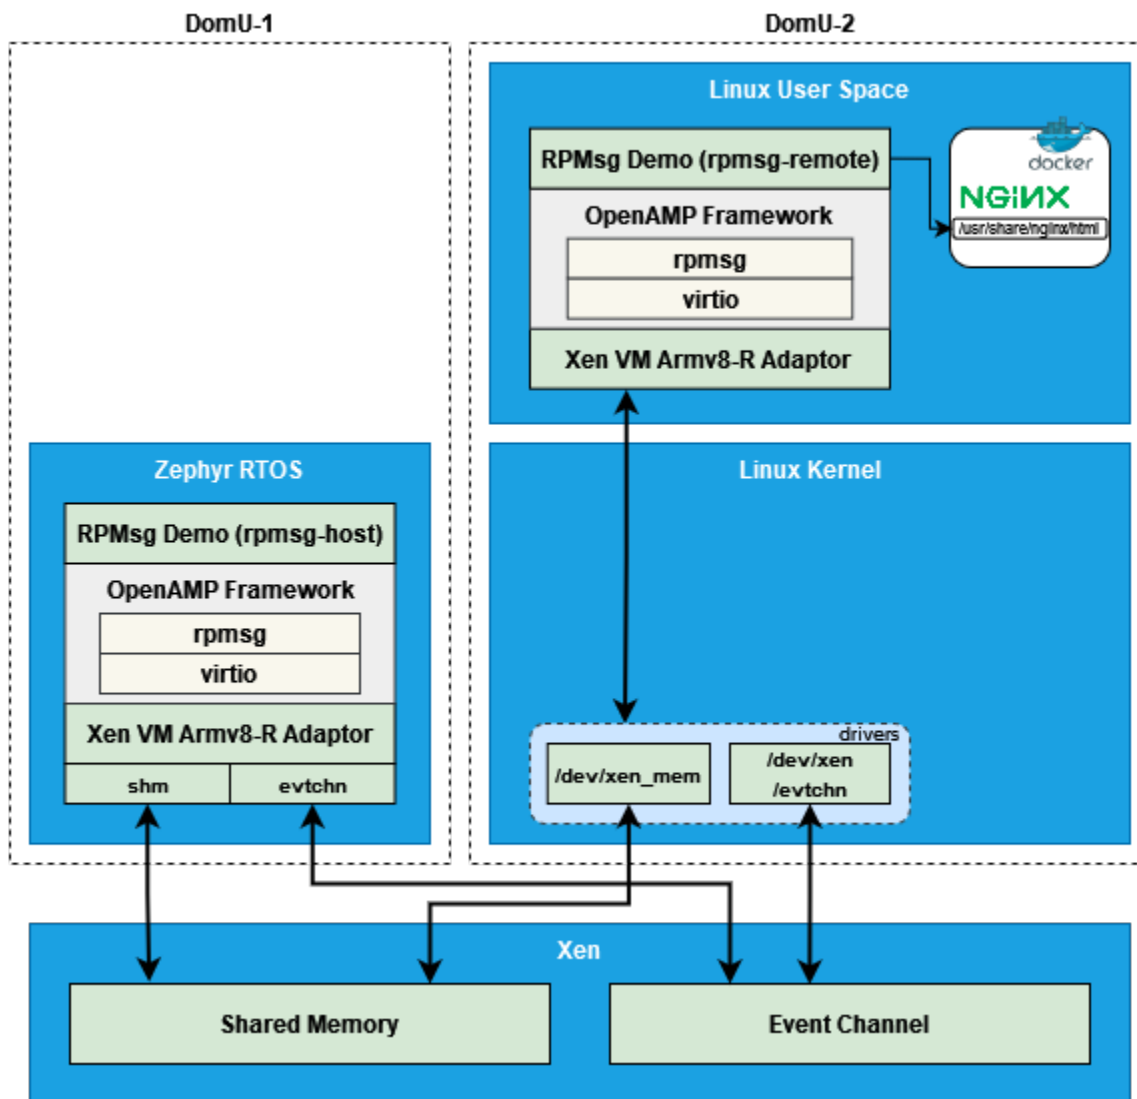 DomU-1
DomU-2
Linux User Space
RPMsg Demo (rpmsg-remote)
OpenAMP Framework
rpmsg
virtio
Xen VM Armv8-R Adaptor
docker
NGiNX
/usr/share/nginx/html
Zephyr RTOS
RPMsg Demo (rpmsg-host)
OpenAMP Framework
rpmsg
virtio
Xen VM Armv8-R Adaptor
shm
evtchn
Linux Kernel
drivers
/dev/xen_mem
/dev/xen
/evtchn
Xen
Shared Memory
Event Channel